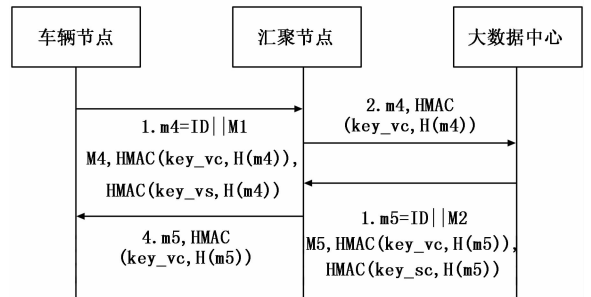 车辆节点
汇聚节点
大数据中心
1.m4=ID||M1
M4,HMAC(key_vc,H(m4)),
HMAC(key_vs,H(m4))
2.m4,HMAC
(key_vc,H(m4))
1.m5=ID||M2
M5,HMAC(key_vc,H(m5)),
HMAC(key_sc,H(m5))
4.m5,HMAC
(key_vc,H(m5))